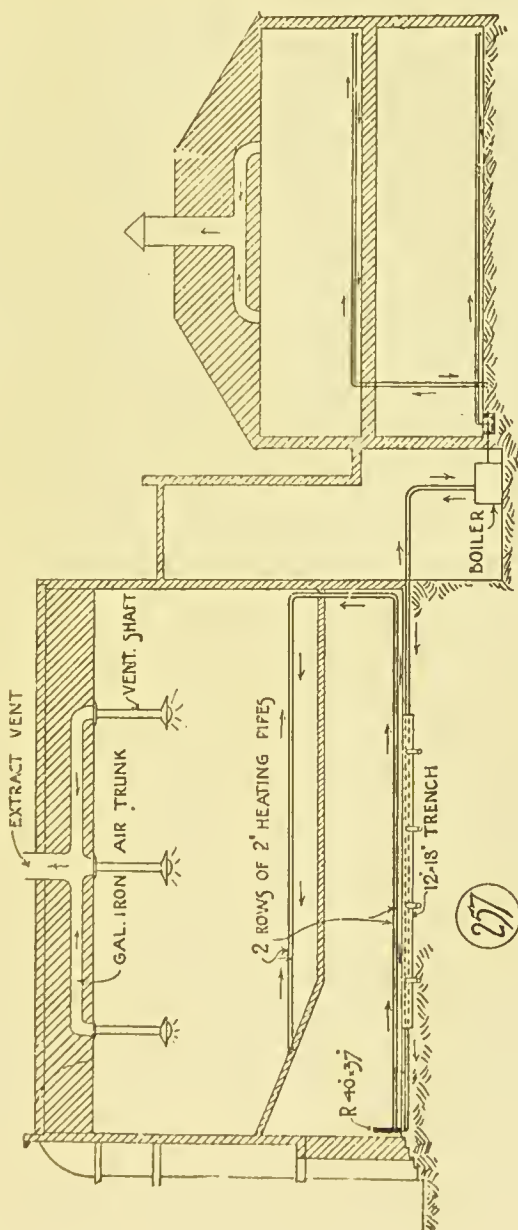 EXTRACT VENT
VENT. SHAFT
GAL. IRON AIR TRUNK
2 ROWS OF 2" HEATING PIPES
R 40"×37"
12"-18" TRENCH
BOILER
257